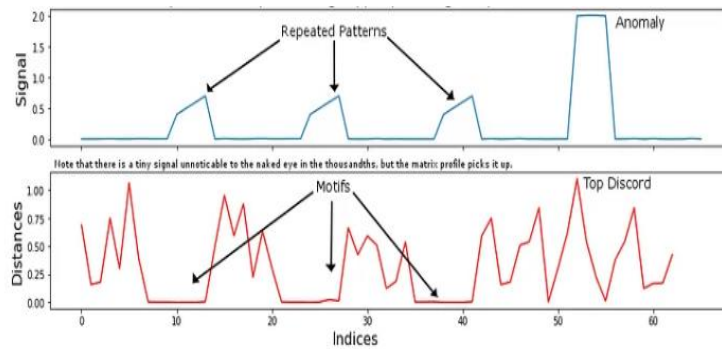 2.0
Anomaly
Repeated Patterns
1.5
1.0
0.5
0.0
Signal
Note that there is a tiny signal unnoticable to the naked eye in the thousandths, but the matrix profile picks it up.
Motifs
Top Discord
1.00
0.75
0.50
0.25
0.00
Distances
0 10 20 30 40 50 60
Indices